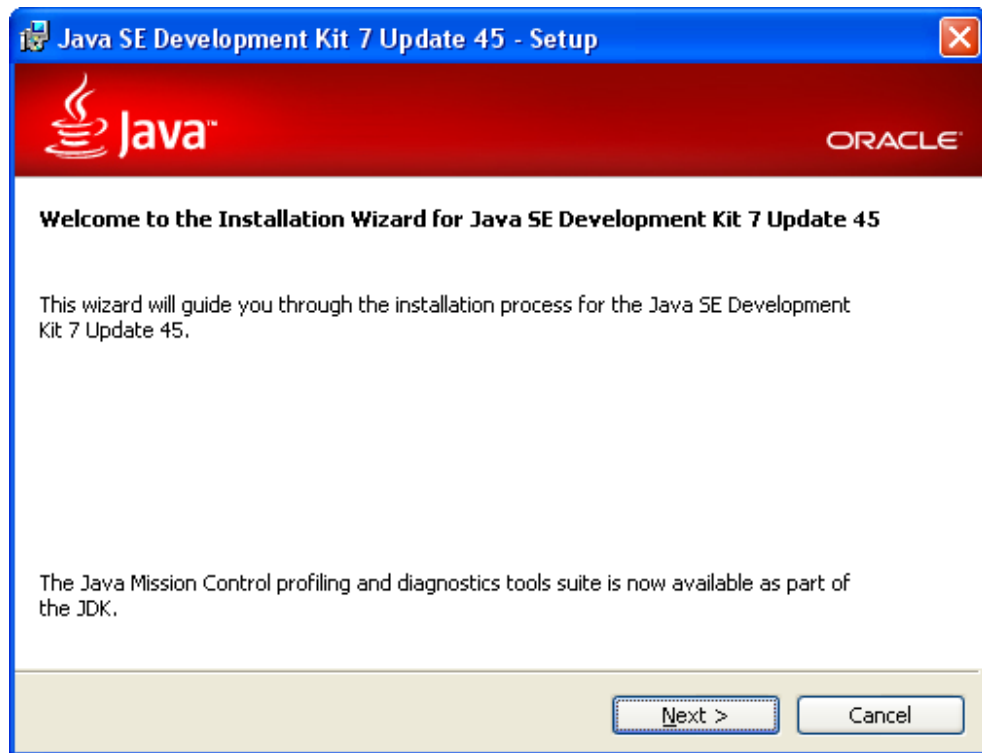 Java SE Development Kit 7 Update 45 - Setup
Java™
ORACLE
Welcome to the Installation Wizard for Java SE Development Kit 7 Update 45
This wizard will guide you through the installation process for the Java SE Development
Kit 7 Update 45.
The Java Mission Control profiling and diagnostics tools suite is now available as part of
the JDK.
Next >
Cancel